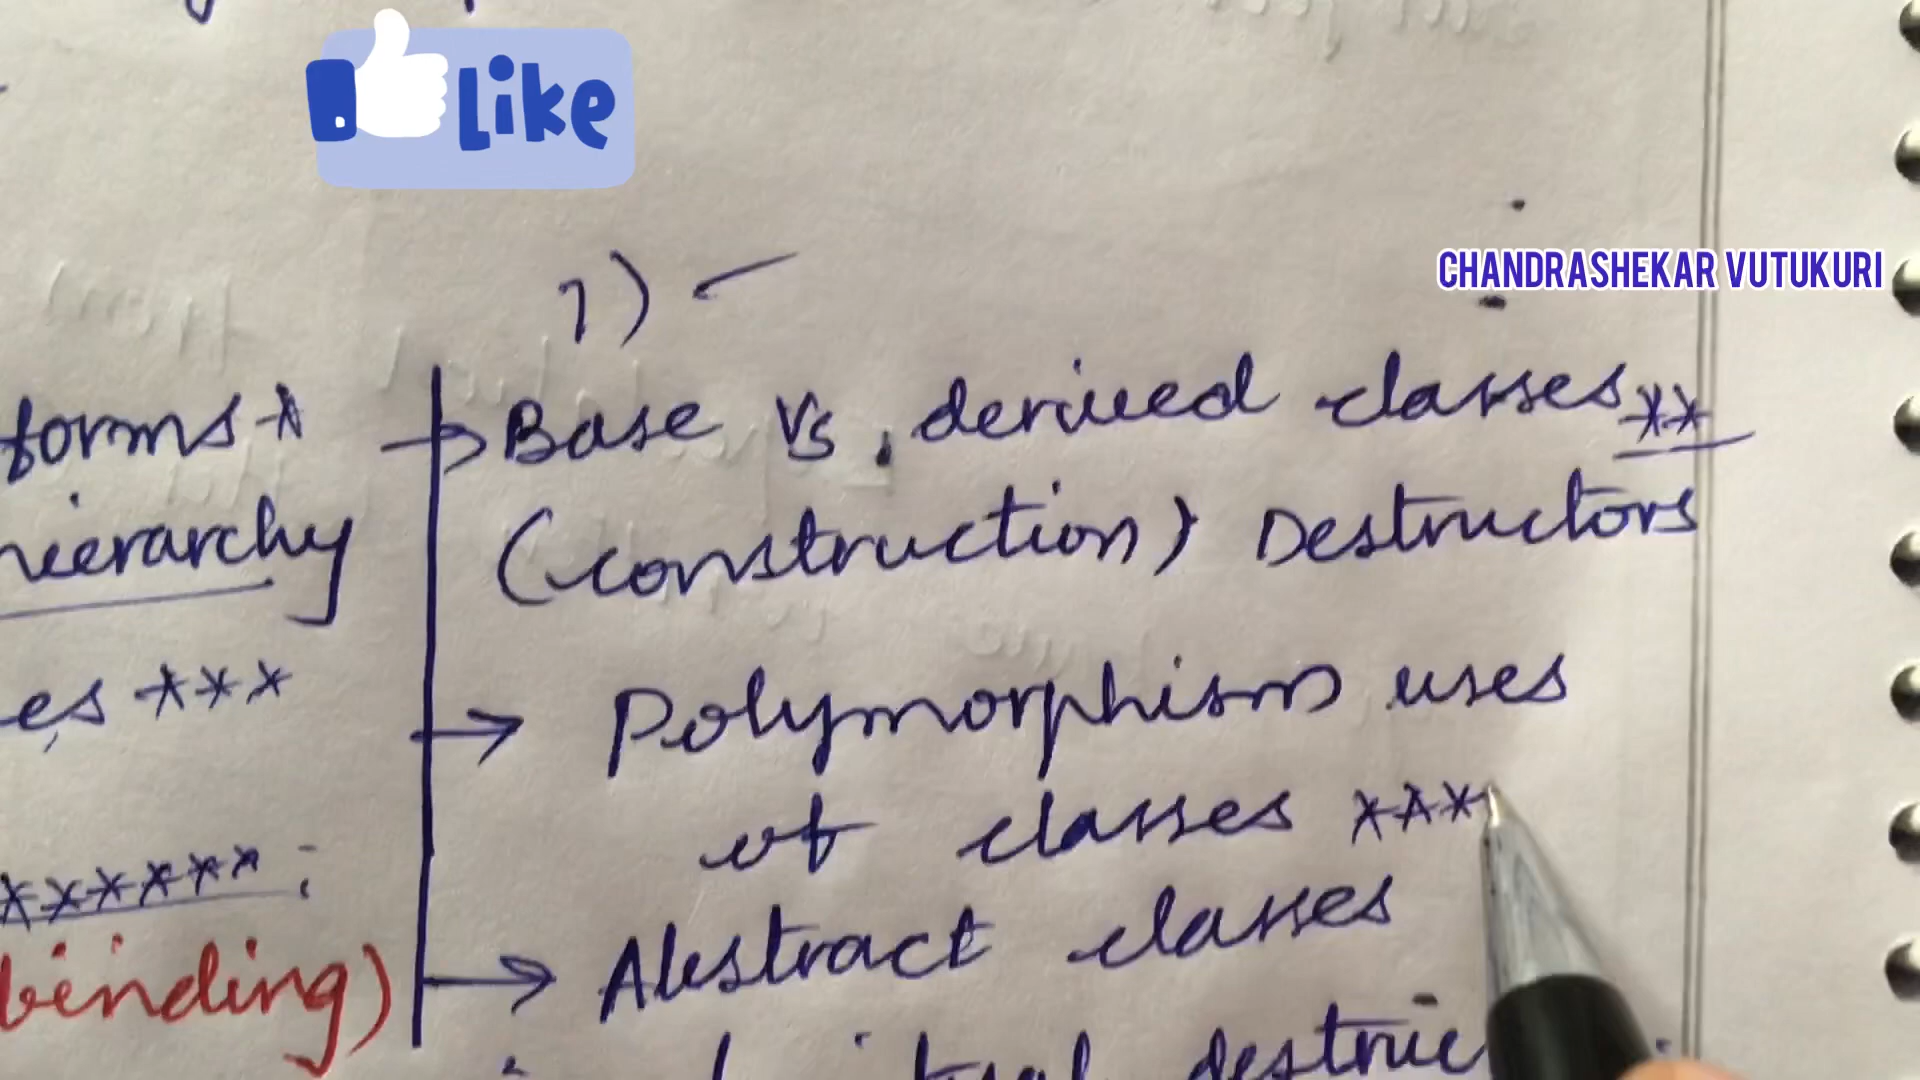 Like
CHANDRASHEKAR VUTUKURI
7)
forms *
hierarchy
es ***
******:
binding)
→ Base Vs. derived classes **
(construction) Destructors
→ Polymorphism uses
of classes ***
→ Abstract classes
destruc